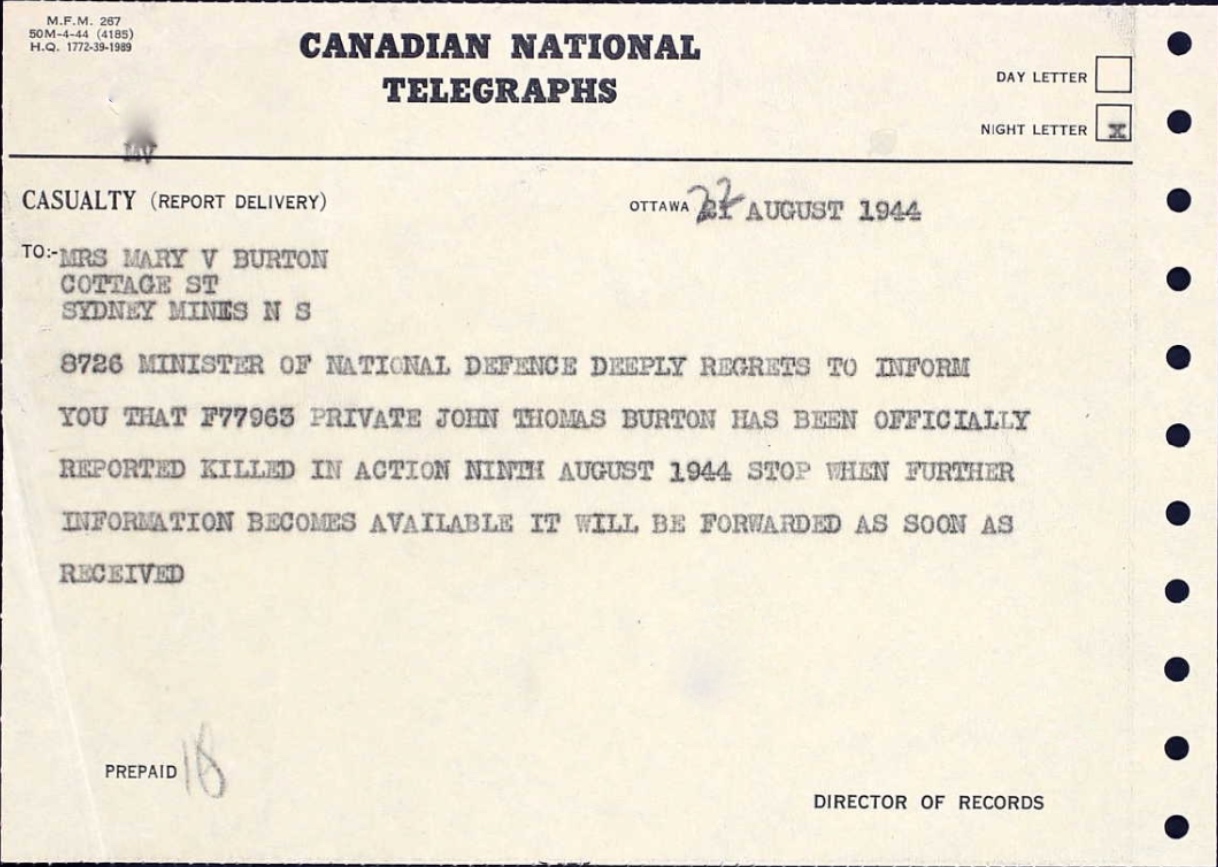 M.F.M. 267
50M-4-44 (4185)
H.Q. 1772-39-1989
CANADIAN NATIONAL
TELEGRAPHS
DAY LETTER
NIGHT LETTER X
CASUALTY (REPORT DELIVERY)
OTTAWA 22 21 AUGUST 1944
TO:- MRS MARY V BURTON
COTTAGE ST
SYDNEY MINES N S
8726 MINISTER OF NATIONAL DEFENCE DEEPLY REGRETS TO INFORM
YOU THAT F77963 PRIVATE JOHN THOMAS BURTON HAS BEEN OFFICIALLY
REPORTED KILLED IN ACTION NINTH AUGUST 1944 STOP WHEN FURTHER
INFORMATION BECOMES AVAILABLE IT WILL BE FORWARDED AS SOON AS
RECEIVED
PREPAID 18
DIRECTOR OF RECORDS